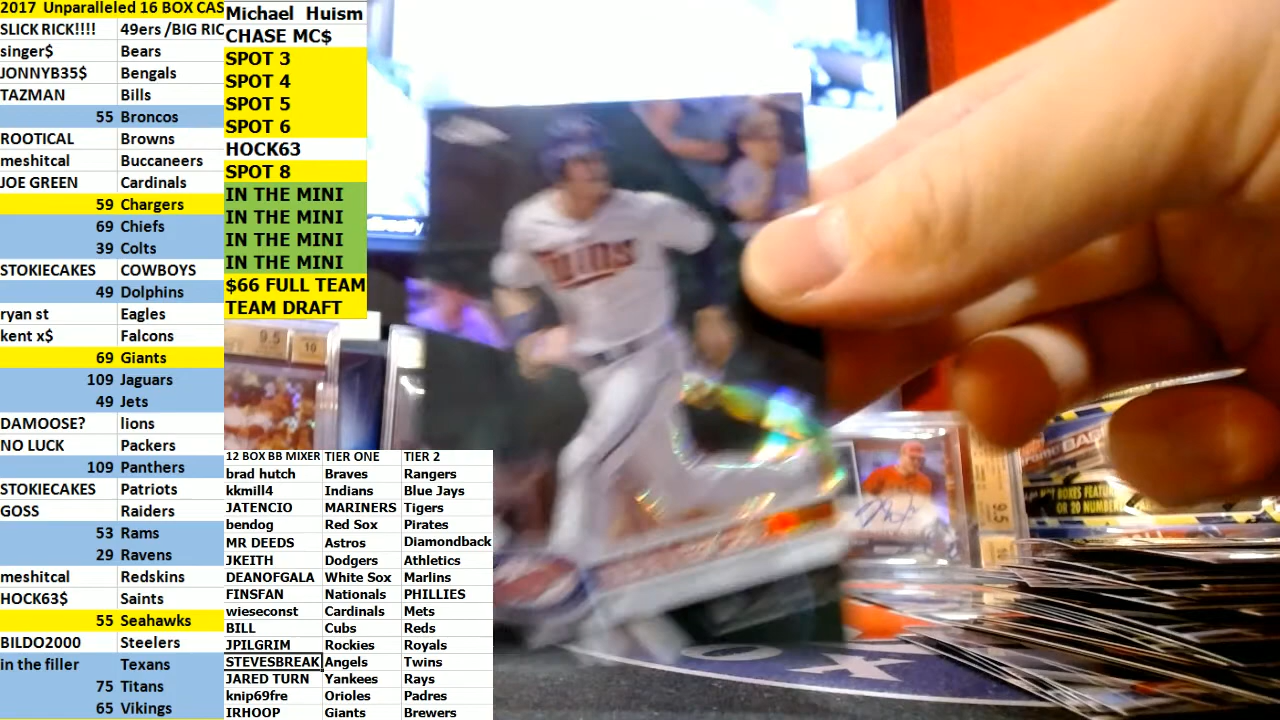 2017 Unparalleled 16 BOX CAS
SLICK RICK!!!! 49ers /BIG RIC
singer$ Bears
JONNYB35$ Bengals
TAZMAN Bills
55 Broncos
ROOTICAL Browns
meshitcal Buccaneers
JOE GREEN Cardinals
59 Chargers
69 Chiefs
39 Colts
STOKIECAKES COWBOYS
49 Dolphins
ryan st Eagles
kent x$ Falcons
69 Giants
109 Jaguars
49 Jets
DAMOOSE? lions
NO LUCK Packers
109 Panthers
STOKIECAKES Patriots
GOSS Raiders
53 Rams
29 Ravens
meshitcal Redskins
HOCK63$ Saints
55 Seahawks
BILDO2000 Steelers
in the filler Texans
75 Titans
65 Vikings
Michael Huism
CHASE MC$
SPOT 3
SPOT 4
SPOT 5
SPOT 6
HOCK63
SPOT 8
IN THE MINI
IN THE MINI
IN THE MINI
IN THE MINI
$66 FULL TEAM
TEAM DRAFT
12 BOX BB MIXER TIER ONE TIER 2
brad hutch Braves Rangers
kkmill4 Indians Blue Jays
JATENCIO MARINERS Tigers
bendog Red Sox Pirates
MR DEEDS Astros Diamondback
JKEITH Dodgers Athletics
DEANOFGALA White Sox Marlins
FINSFAN Nationals PHILLIES
wieseconst Cardinals Mets
BILL Cubs Reds
JPILGRIM Rockies Royals
STEVESBREAK Angels Twins
JARED TURN Yankees Rays
knip69fre Orioles Padres
IRHOOP Giants Brewers
Twins
9.5
10
9.5
OR 20 NUMBER